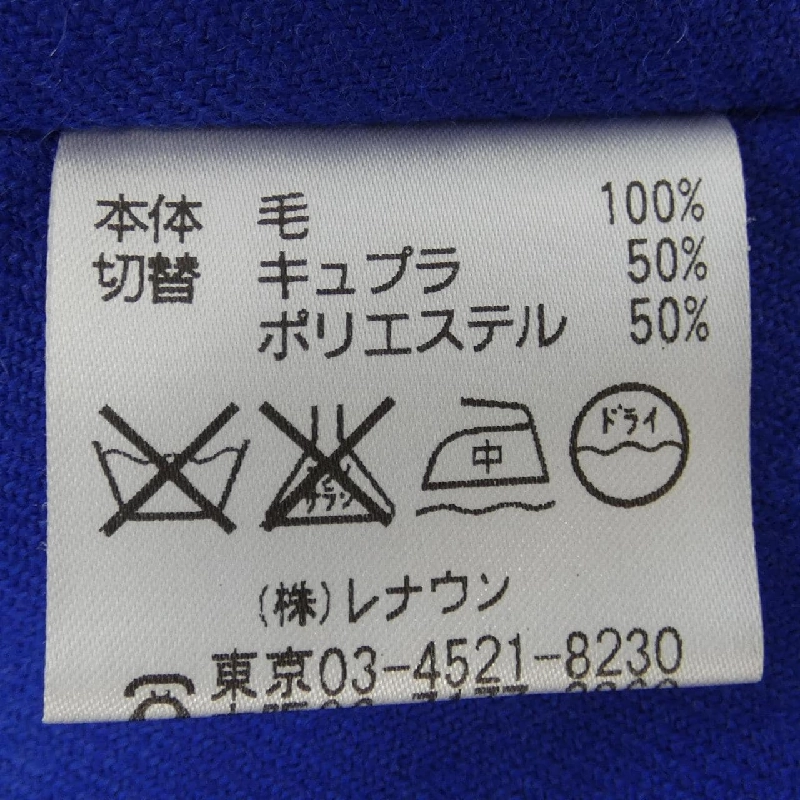 本体 毛 100%
切替 キュプラ 50%
ポリエステル 50%
中
ドライ
(株)レナウン
東京03-4521-8230